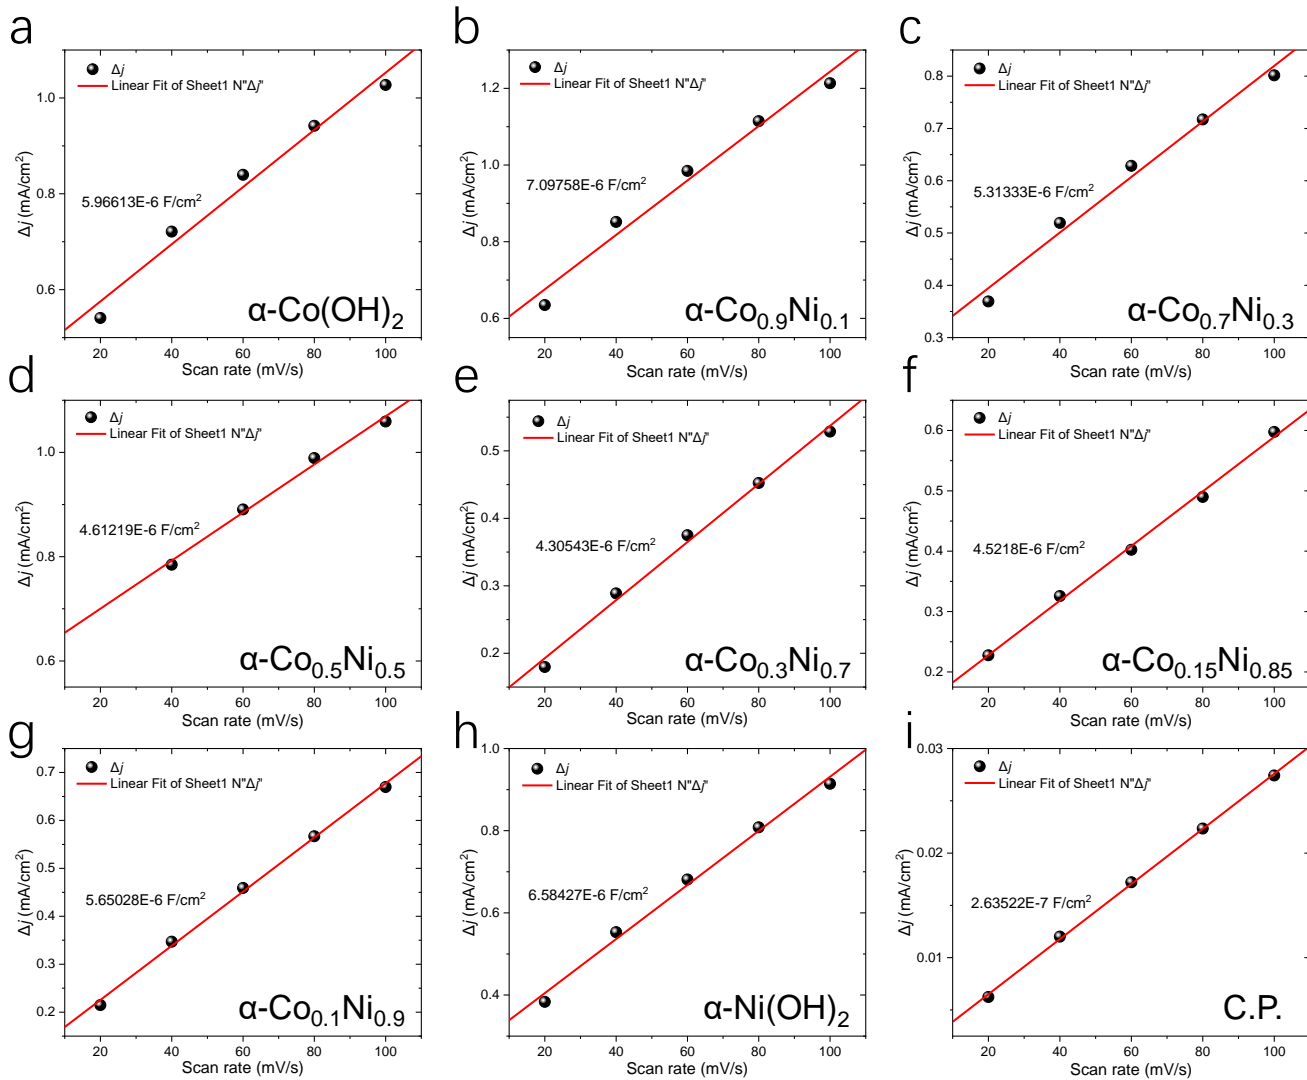 a
Δj
Linear Fit of Sheet1 N"Δj"
5.96613E-6 F/cm²
α-Co(OH)₂
Δj (mA/cm²)
1.0
0.8
0.6
20 40 60 80 100
Scan rate (mV/s)
b
Δj
Linear Fit of Sheet1 N"Δj"
7.09758E-6 F/cm²
α-Co₀.₉Ni₀.₁
Δj (mA/cm²)
1.2
1.0
0.8
0.6
20 40 60 80 100
Scan rate (mV/s)
c
Δj
Linear Fit of Sheet1 N"Δj"
5.31333E-6 F/cm²
α-Co₀.₇Ni₀.₃
Δj (mA/cm²)
0.8
0.7
0.6
0.5
0.4
0.3
20 40 60 80 100
Scan rate (mV/s)
d
Δj
Linear Fit of Sheet1 N"Δj"
4.61219E-6 F/cm²
α-Co₀.₅Ni₀.₅
Δj (mA/cm²)
1.0
0.8
0.6
20 40 60 80 100
Scan rate (mV/s)
e
Δj
Linear Fit of Sheet1 N"Δj"
4.30543E-6 F/cm²
α-Co₀.₃Ni₀.₇
Δj (mA/cm²)
0.5
0.4
0.3
0.2
20 40 60 80 100
Scan rate (mV/s)
f
Δj
Linear Fit of Sheet1 N"Δj"
4.5218E-6 F/cm²
α-Co₀.₁₅Ni₀.₈₅
Δj (mA/cm²)
0.6
0.5
0.4
0.3
0.2
20 40 60 80 100
Scan rate (mV/s)
g
Δj
Linear Fit of Sheet1 N"Δj"
5.65028E-6 F/cm²
α-Co₀.₁Ni₀.₉
Δj (mA/cm²)
0.7
0.6
0.5
0.4
0.3
0.2
20 40 60 80 100
Scan rate (mV/s)
h
Δj
Linear Fit of Sheet1 N"Δj"
6.58427E-6 F/cm²
α-Ni(OH)₂
Δj (mA/cm²)
1.0
0.8
0.6
0.4
20 40 60 80 100
Scan rate (mV/s)
i
Δj
Linear Fit of Sheet1 N"Δj"
2.63522E-7 F/cm²
C.P.
Δj (mA/cm²)
0.03
0.02
0.01
20 40 60 80 100
Scan rate (mV/s)